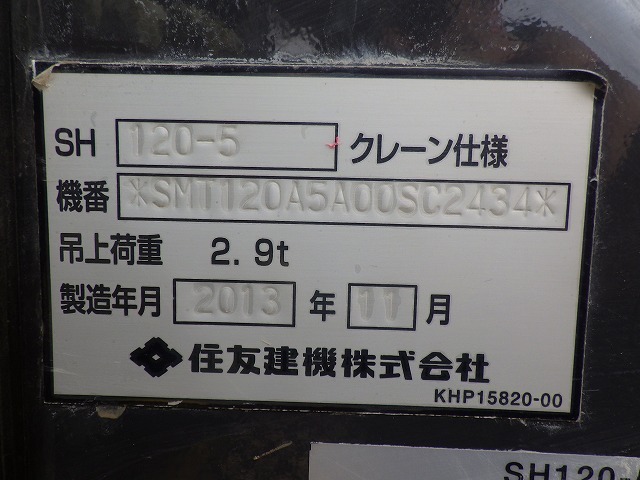 SH 120-5 クレーン仕様
機番 *SMT120A5A00SC2434*
吊上荷重 2.9t
製造年月 2013 年 11 月
住友建機株式会社
KHP15820-00
SH120-